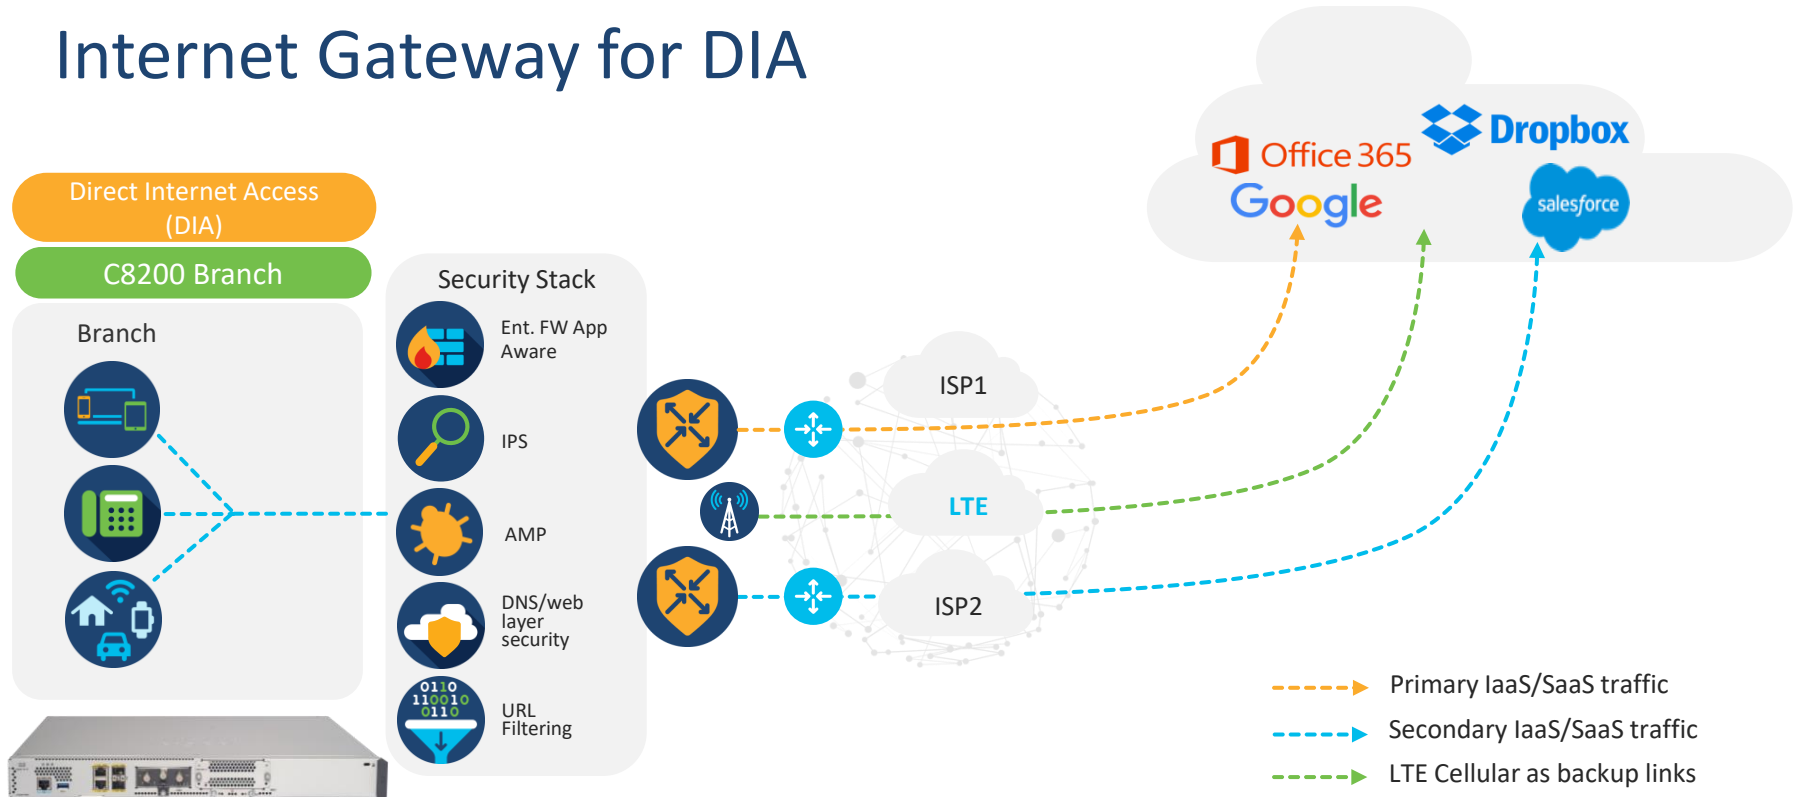 Internet Gateway for DIA
Direct Internet Access
(DIA)
C8200 Branch
Branch
Security Stack
Ent. FW App
Aware
IPS
AMP
DNS/web
layer
security
0110
110010
0110
URL
Filtering
ISP1
LTE
ISP2
Office 365
Dropbox
Google
salesforce
Primary IaaS/SaaS traffic
Secondary IaaS/SaaS traffic
LTE Cellular as backup links